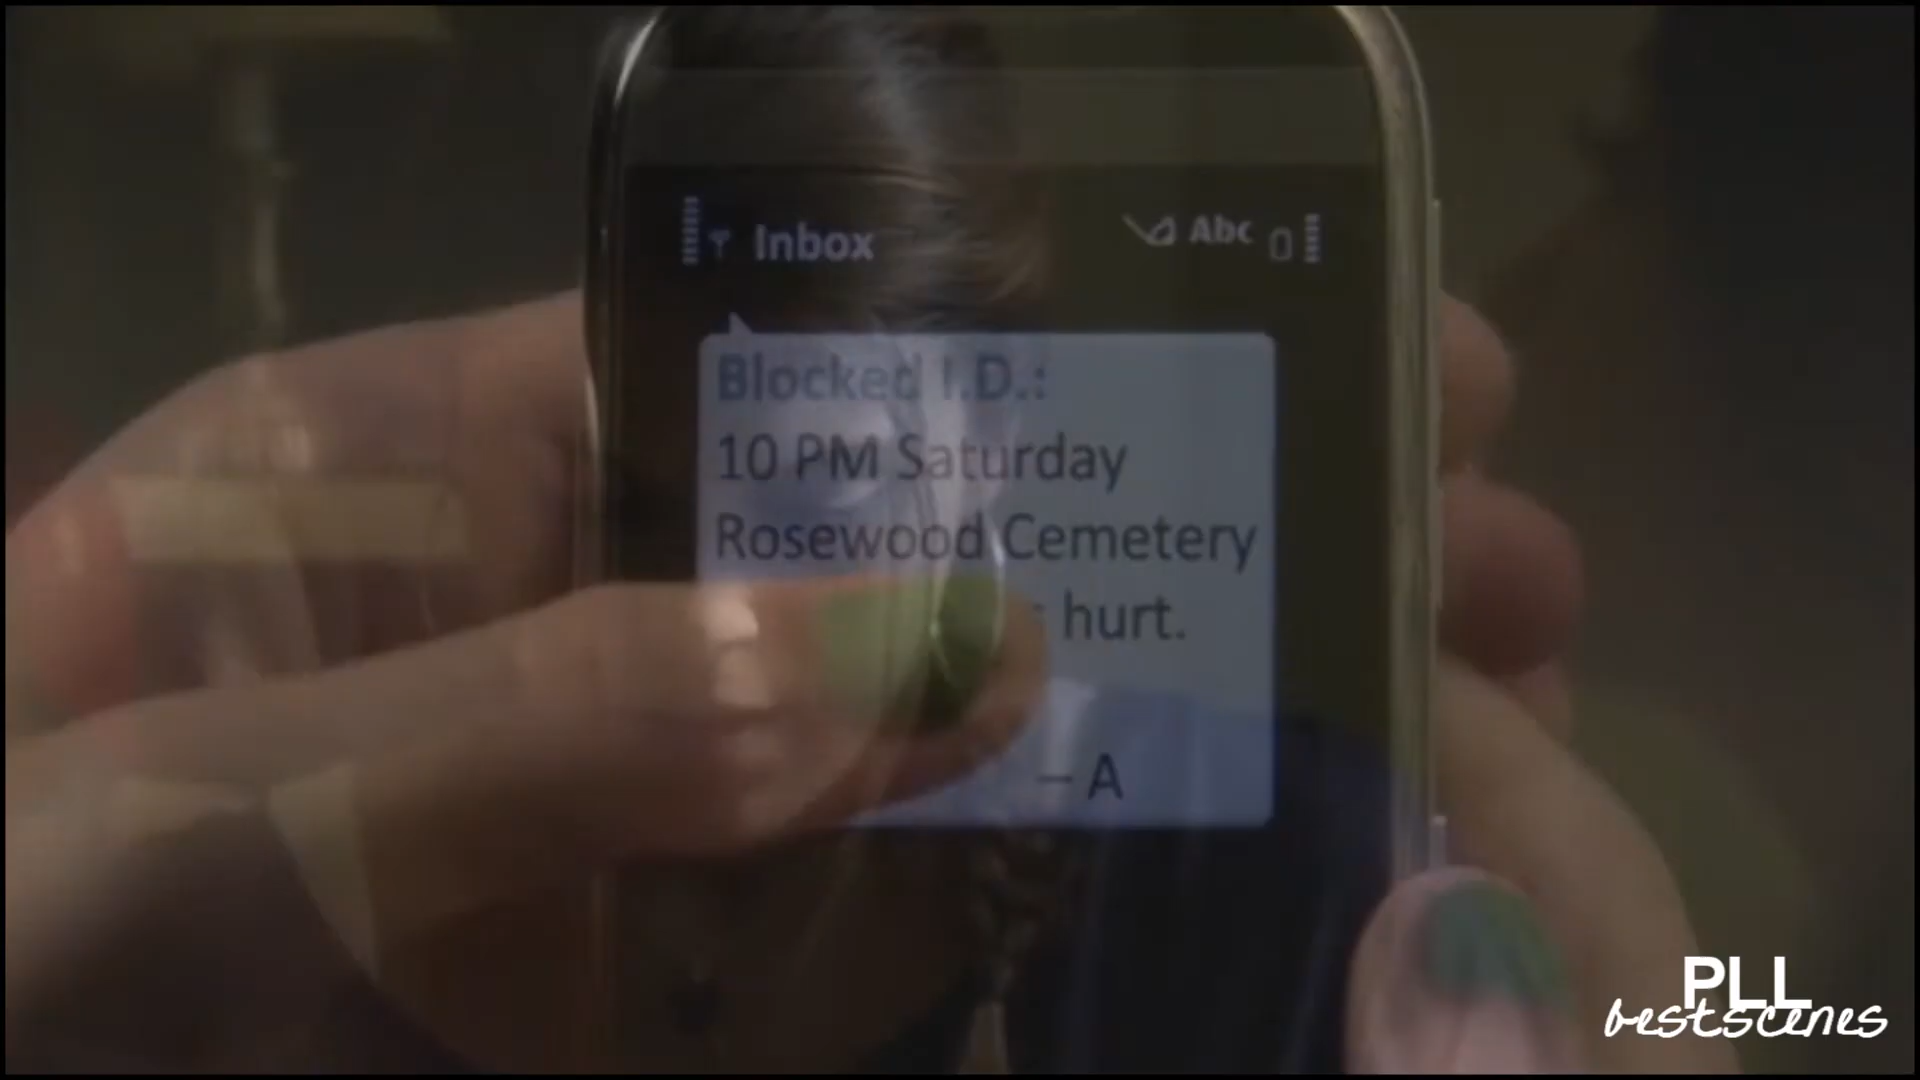 Inbox
Abc
Blocked I.D.:
10 PM Saturday
Rosewood Cemetery
hurt.
– A
PLL
bestscenes